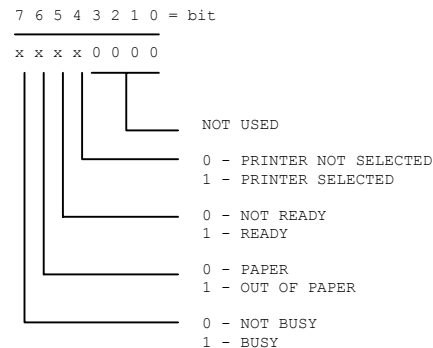 7 6 5 4 3 2 1 0 = bit
x x x x 0 0 0 0
NOT USED
0 - PRINTER NOT SELECTED
1 - PRINTER SELECTED
0 - NOT READY
1 - READY
0 - PAPER
1 - OUT OF PAPER
0 - NOT BUSY
1 - BUSY